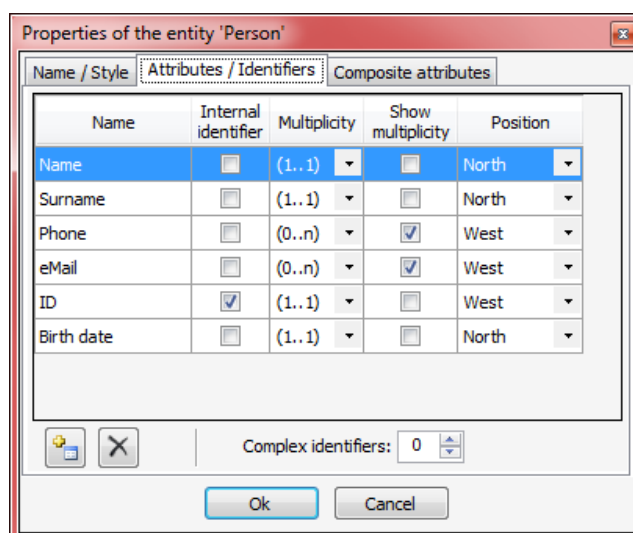 Properties of the entity 'Person'
Name / Style Attributes / Identifiers Composite attributes
Name Internal identifier Multiplicity Show multiplicity Position
Name (1..1) North
Surname (1..1) North
Phone (0..n) West
eMail (0..n) West
ID (1..1) West
Birth date (1..1) North
Complex identifiers: 0
Ok Cancel